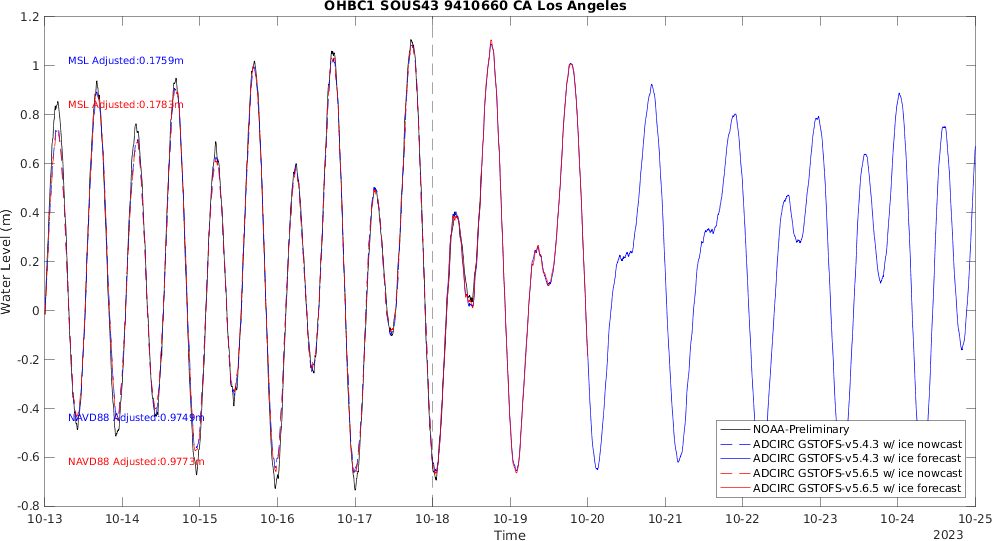 OHBC1 SOUS43 9410660 CA Los Angeles
1.2
1
0.8
0.6
0.4
0.2
0
-0.2
-0.4
-0.6
-0.8
Water Level (m)
MSL Adjusted:0.1759m
MSL Adjusted:0.1783m
NAVD88 Adjusted:0.9749m
NAVD88 Adjusted:0.9773m
NOAA-Preliminary
ADCIRC GSTOFS-v5.4.3 w/ ice nowcast
ADCIRC GSTOFS-v5.4.3 w/ ice forecast
ADCIRC GSTOFS-v5.6.5 w/ ice nowcast
ADCIRC GSTOFS-v5.6.5 w/ ice forecast
10-13 10-14 10-15 10-16 10-17 10-18 10-19 10-20 10-21 10-22 10-23 10-24 10-25
Time
2023